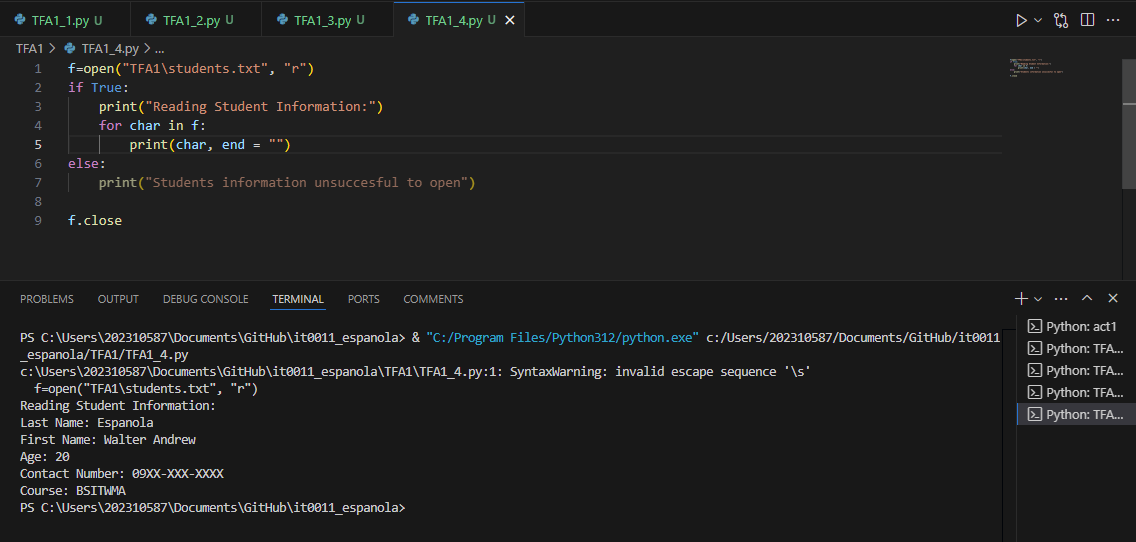 TFA1_1.py U TFA1_2.py U TFA1_3.py U TFA1_4.py U
TFA1 > TFA1_4.py > ...
1 f=open("TFA1\students.txt", "r")
2 if True:
3 print("Reading Student Information:")
4 for char in f:
5 print(char, end = "")
6 else:
7 print("Students information unsuccesful to open")
8
9 f.close
PROBLEMS OUTPUT DEBUG CONSOLE TERMINAL PORTS COMMENTS
PS C:\Users\202310587\Documents\GitHub\it0011_espanola> & "C:/Program Files/Python312/python.exe" c:/Users/202310587/Documents/GitHub/it0011
_espanola/TFA1/TFA1_4.py
c:\Users\202310587\Documents\GitHub\it0011_espanola\TFA1\TFA1_4.py:1: SyntaxWarning: invalid escape sequence '\s'
f=open("TFA1\students.txt", "r")
Reading Student Information:
Last Name: Espanola
First Name: Walter Andrew
Age: 20
Contact Number: 09XX-XXX-XXXX
Course: BSITWMA
PS C:\Users\202310587\Documents\GitHub\it0011_espanola>
Python: act1
Python: TFA...
Python: TFA...
Python: TFA...
Python: TFA...